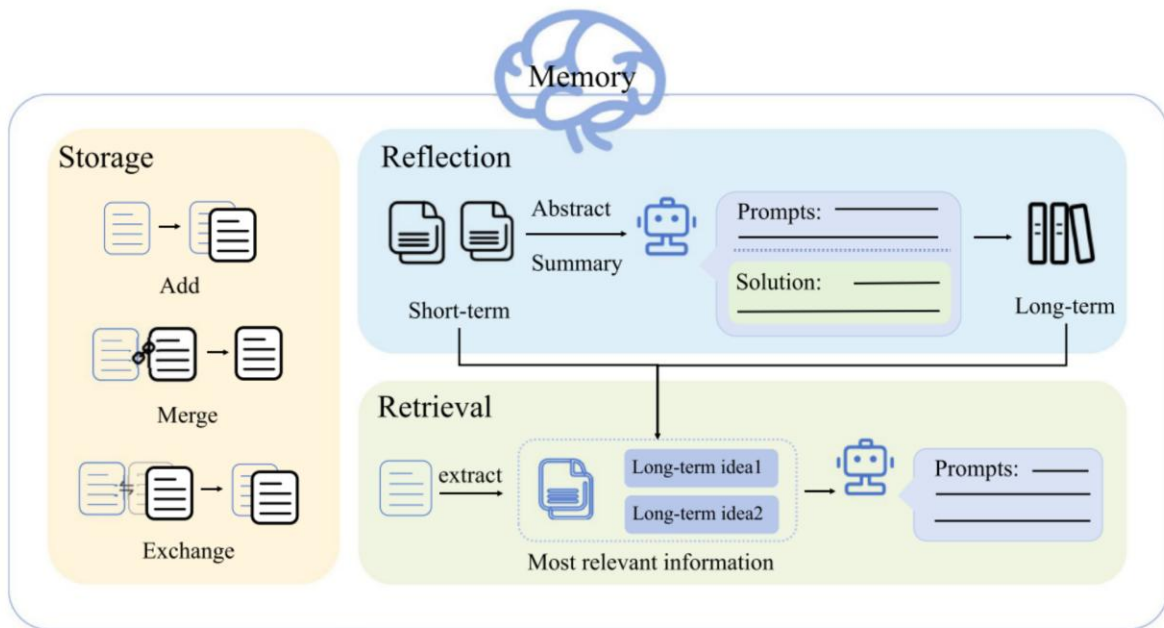 Memory
Storage
Add
Merge
Exchange
Reflection
Abstract
Summary
Short-term
Prompts:
Solution:
Long-term
Retrieval
extract
Long-term idea1
Long-term idea2
Most relevant information
Prompts: